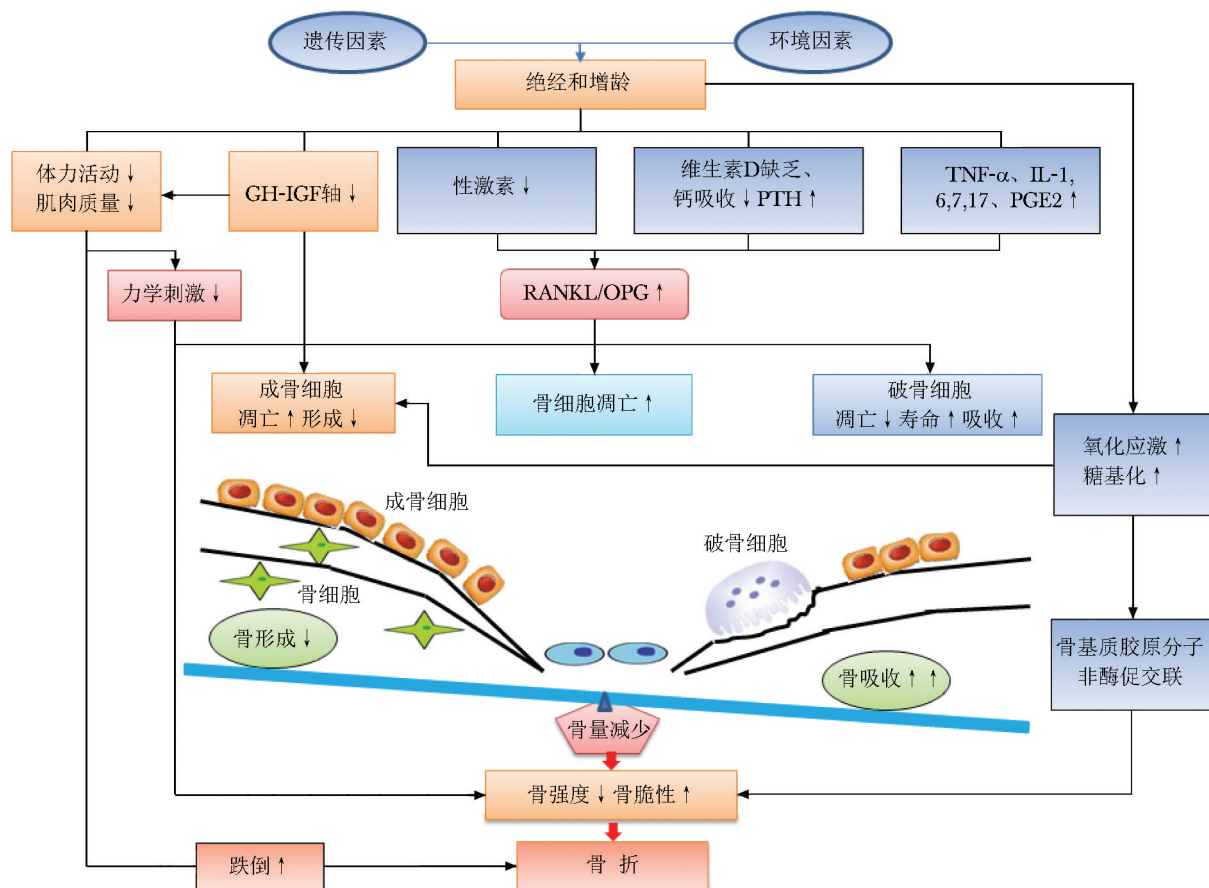 遗传因素
环境因素
绝经和增龄
体力活动↓
肌肉质量↓
GH-IGF轴↓
性激素↓
维生素D缺乏、
钙吸收↓PTH↑
TNF-α、IL-1,
6,7,17、PGE2↑
力学刺激↓
RANKL/OPG↑
成骨细胞
凋亡↑形成↓
骨细胞凋亡↑
破骨细胞
凋亡↓寿命↑吸收↑
氧化应激↑
糖基化↑
成骨细胞
破骨细胞
骨细胞
骨形成↓
骨吸收↑↑
骨基质胶原分子
非酶促交联
骨量减少
骨强度↓骨脆性↑
跌倒↑
骨 折